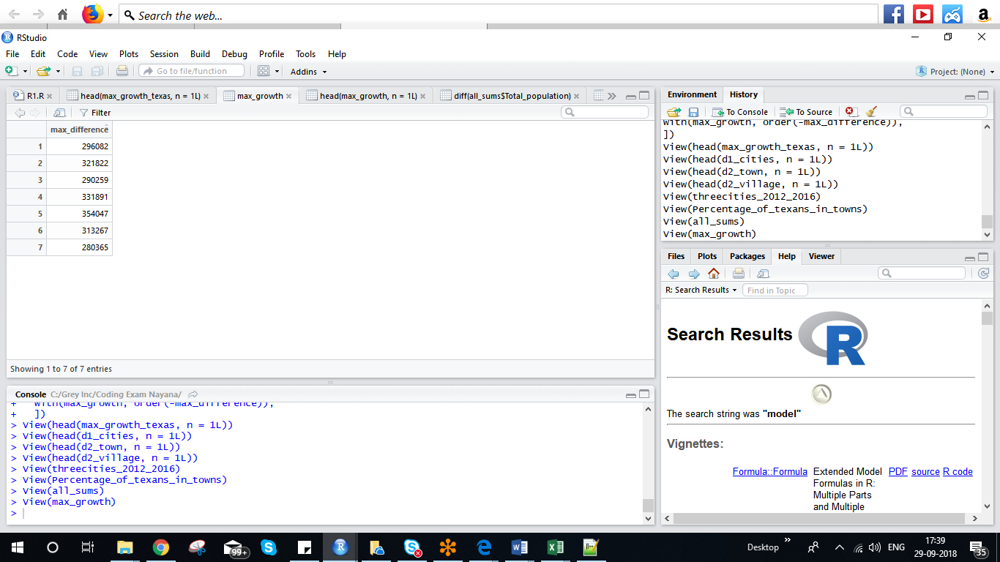 Search the web...
RStudio
File Edit Code View Plots Session Build Debug Profile Tools Help
Go to file/function Addins Project: (None)
R1.R head(max_growth_texas, n = 1L) max_growth head(max_growth, n = 1L) diff(all_sums$Total_population)
Filter
max_difference
1 296082
2 321822
3 290259
4 331891
5 354047
6 313267
7 280365
Showing 1 to 7 of 7 entries
Console C:/Grey Inc/Coding Exam Nayana/
+ with(max_growth, order(-max_difference)),
+ ])
> View(head(max_growth_texas, n = 1L))
> View(head(d1_cities, n = 1L))
> View(head(d2_town, n = 1L))
> View(head(d2_village, n = 1L))
> View(threecities_2012_2016)
> View(Percentage_of_texans_in_towns)
> View(all_sums)
> View(max_growth)
>
Environment History
To Console To Source
with(max_growth, order(-max_difference)),
])
View(head(max_growth_texas, n = 1L))
View(head(d1_cities, n = 1L))
View(head(d2_town, n = 1L))
View(head(d2_village, n = 1L))
View(threecities_2012_2016)
View(Percentage_of_texans_in_towns)
View(all_sums)
View(max_growth)
Files Plots Packages Help Viewer
R: Search Results Find in Topic
Search Results R
The search string was "model"
Vignettes:
Formula::Formula Extended Model PDF source R code
Formulas in R:
Multiple Parts
and Multiple
99+ Desktop ENG 17:39
29-09-2018 35